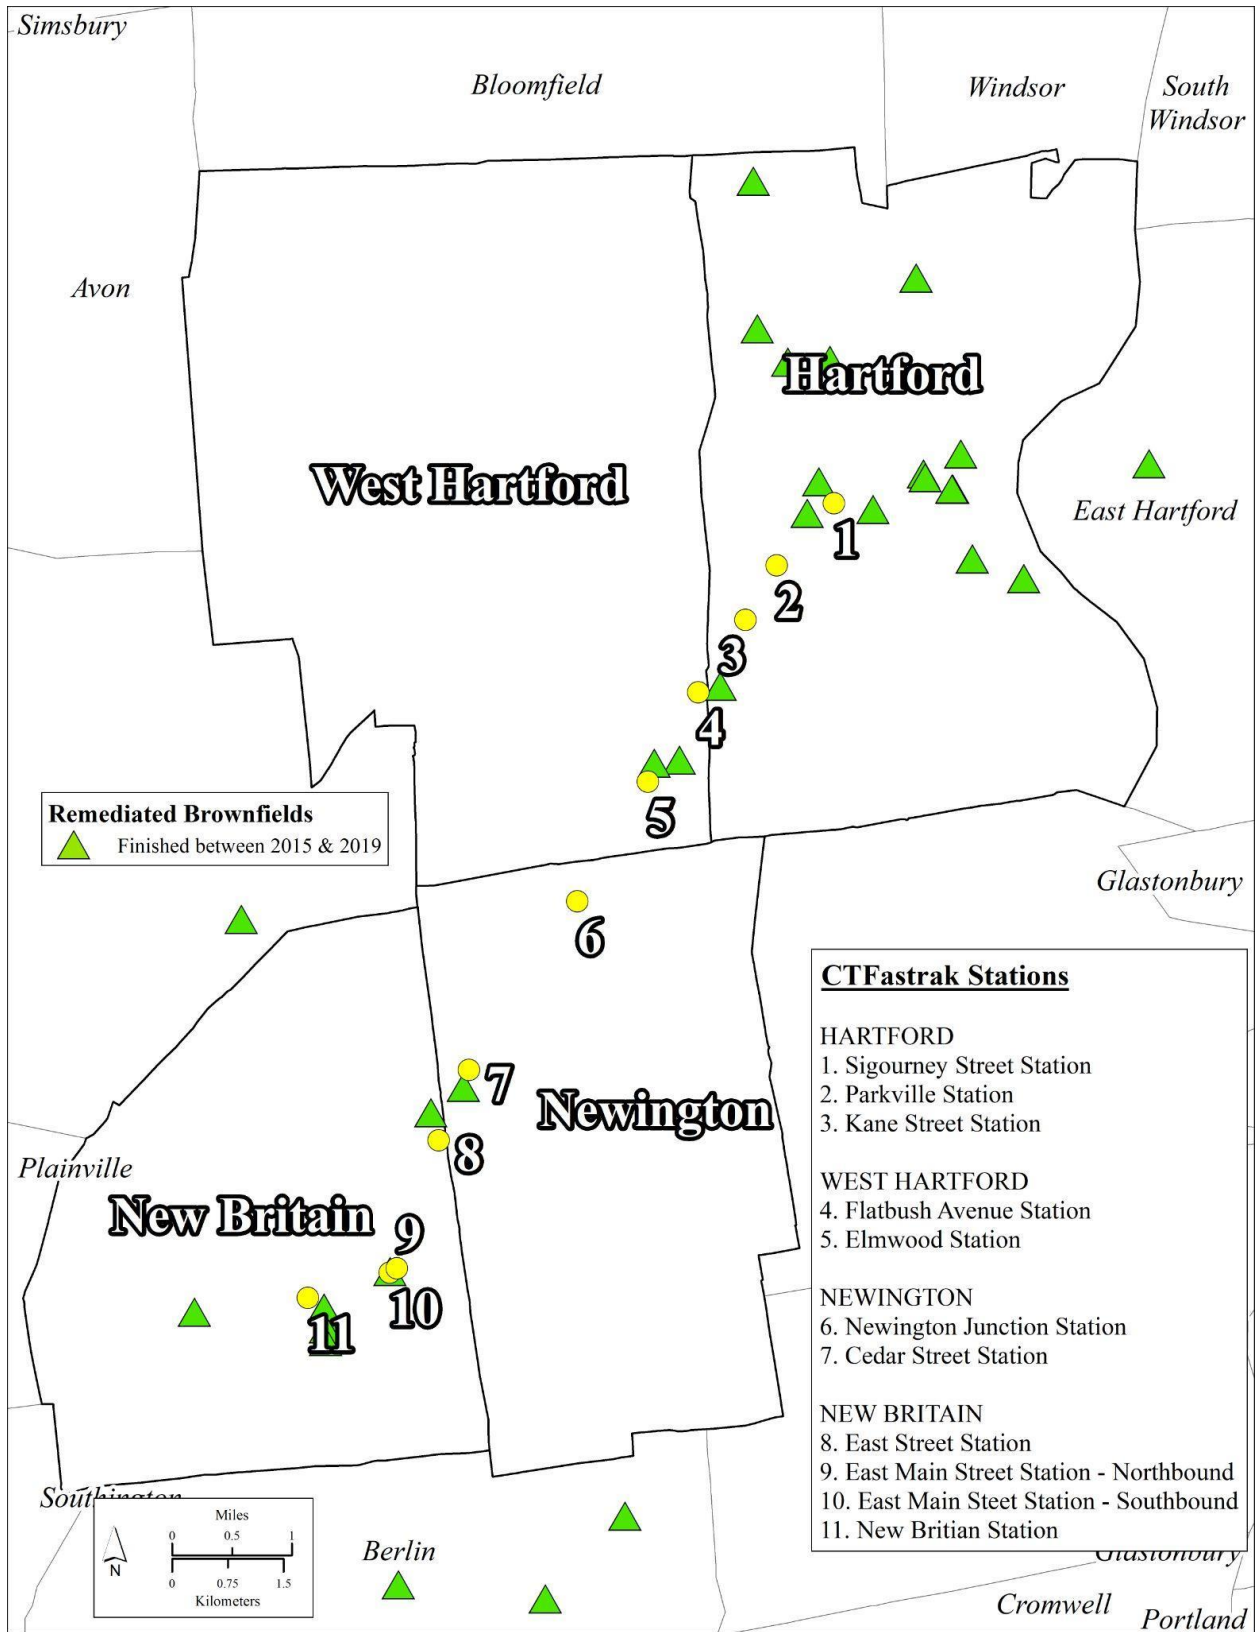 Simsbury
Bloomfield
Windsor
South
Windsor
Avon
Hartford
West Hartford
East Hartford
1
2
3
4
5
Remediated Brownfields
Finished between 2015 & 2019
Glastonbury
6
CTFastrak Stations
HARTFORD
1. Sigourney Street Station
2. Parkville Station
3. Kane Street Station
WEST HARTFORD
4. Flatbush Avenue Station
5. Elmwood Station
NEWINGTON
6. Newington Junction Station
7. Cedar Street Station
NEW BRITAIN
8. East Street Station
9. East Main Street Station - Northbound
10. East Main Steet Station - Southbound
11. New Britian Station
7
Newington
8
Plainville
New Britain
9
10
11
Southington
Miles
0 0.5 1
N
0 0.75 1.5
Kilometers
Berlin
Glastonbury
Cromwell
Portland